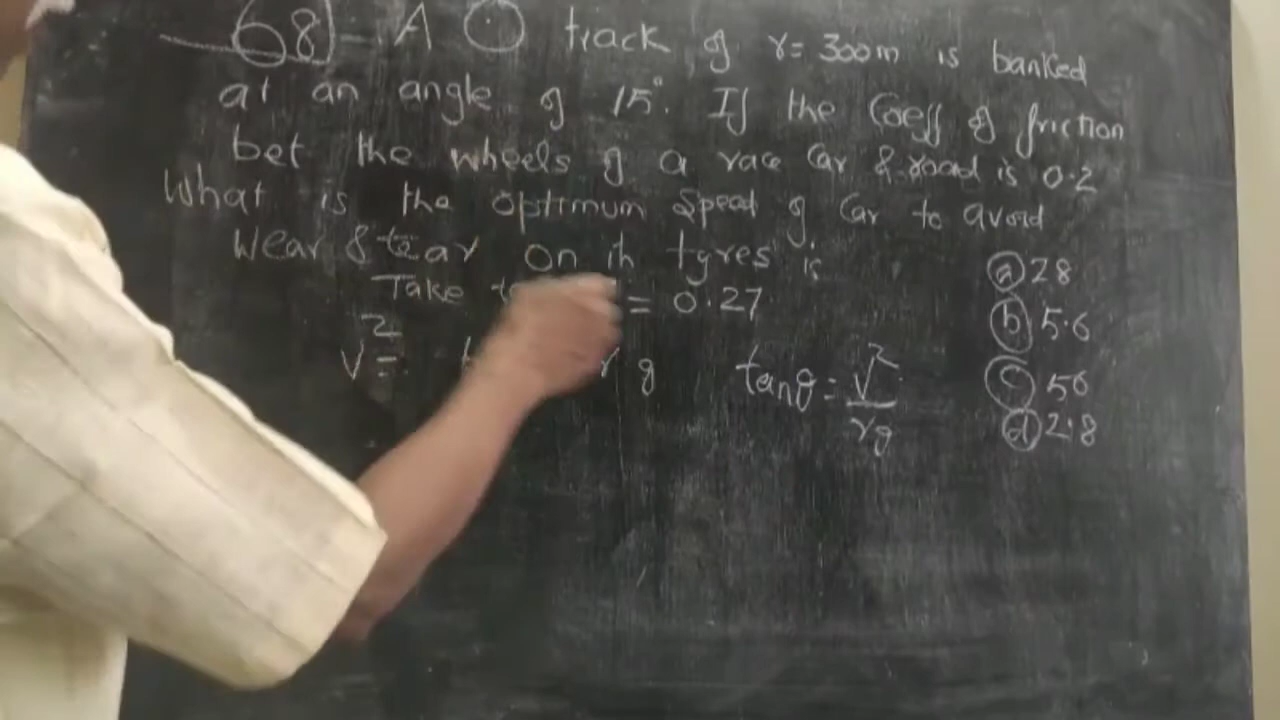 68 - A O track of r = 300m is banked
at an angle of 15°. If the Coeff of friction
bet the wheels of a race Car & road is 0.2
What is the optimum Speed of Car to avoid
Wear & tear on ih tyres is
Take = 0.27
v² = r g
tanθ = v²/rg
(a) 28
(b) 5.6
(c) 56
(d) 2.8